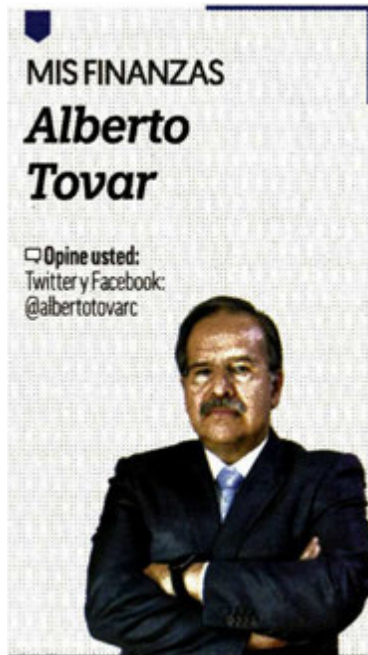 MIS FINANZAS
Alberto
Tovar
Opine usted:
Twitter y Facebook:
@albertotovarc